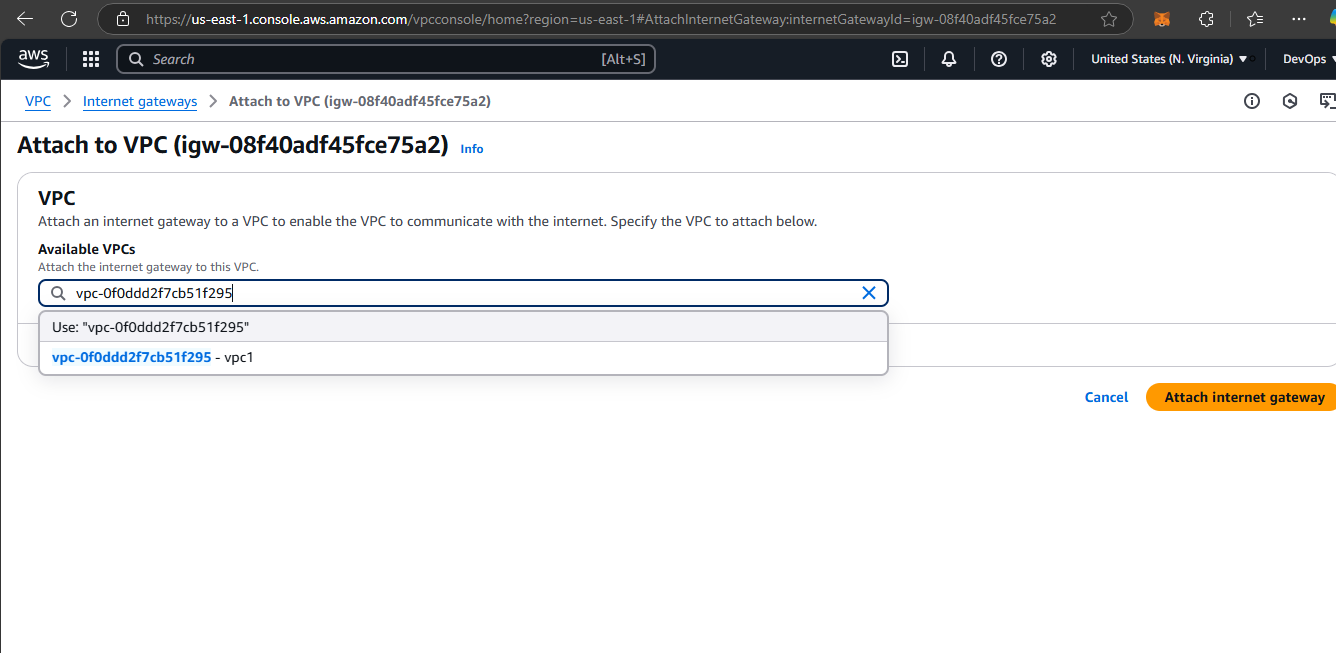 https://us-east-1.console.aws.amazon.com/vpcconsole/home?region=us-east-1#AttachInternetGateway:internetGatewayId=igw-08f40adf45fce75a2
aws Search [Alt+S] United States (N. Virginia) DevOps
VPC Internet gateways Attach to VPC (igw-08f40adf45fce75a2)
Attach to VPC (igw-08f40adf45fce75a2) Info
VPC
Attach an internet gateway to a VPC to enable the VPC to communicate with the internet. Specify the VPC to attach below.
Available VPCs
Attach the internet gateway to this VPC.
vpc-0f0ddd2f7cb51f295
Use: "vpc-0f0ddd2f7cb51f295"
vpc-0f0ddd2f7cb51f295 - vpc1
Cancel Attach internet gateway